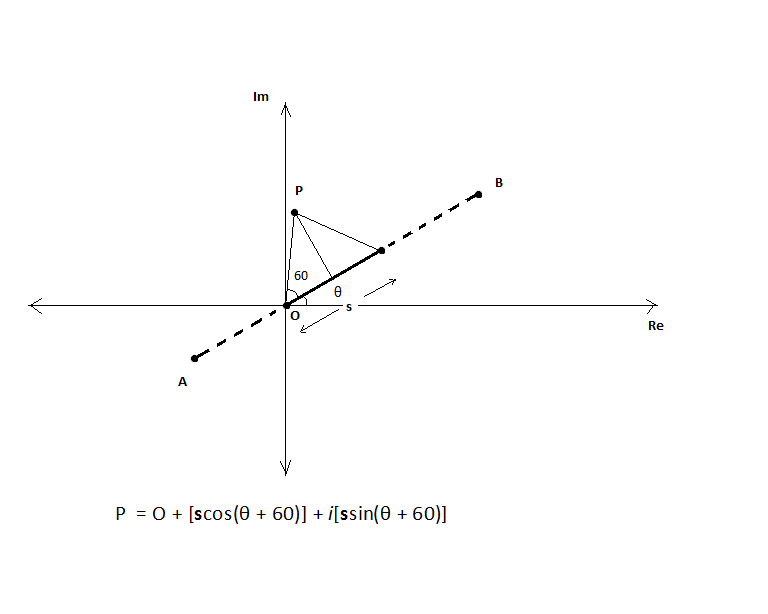 Im
P
B
60
θ
O
s
Re
A
P = O + [scos(θ + 60)] + i[ssin(θ + 60)]